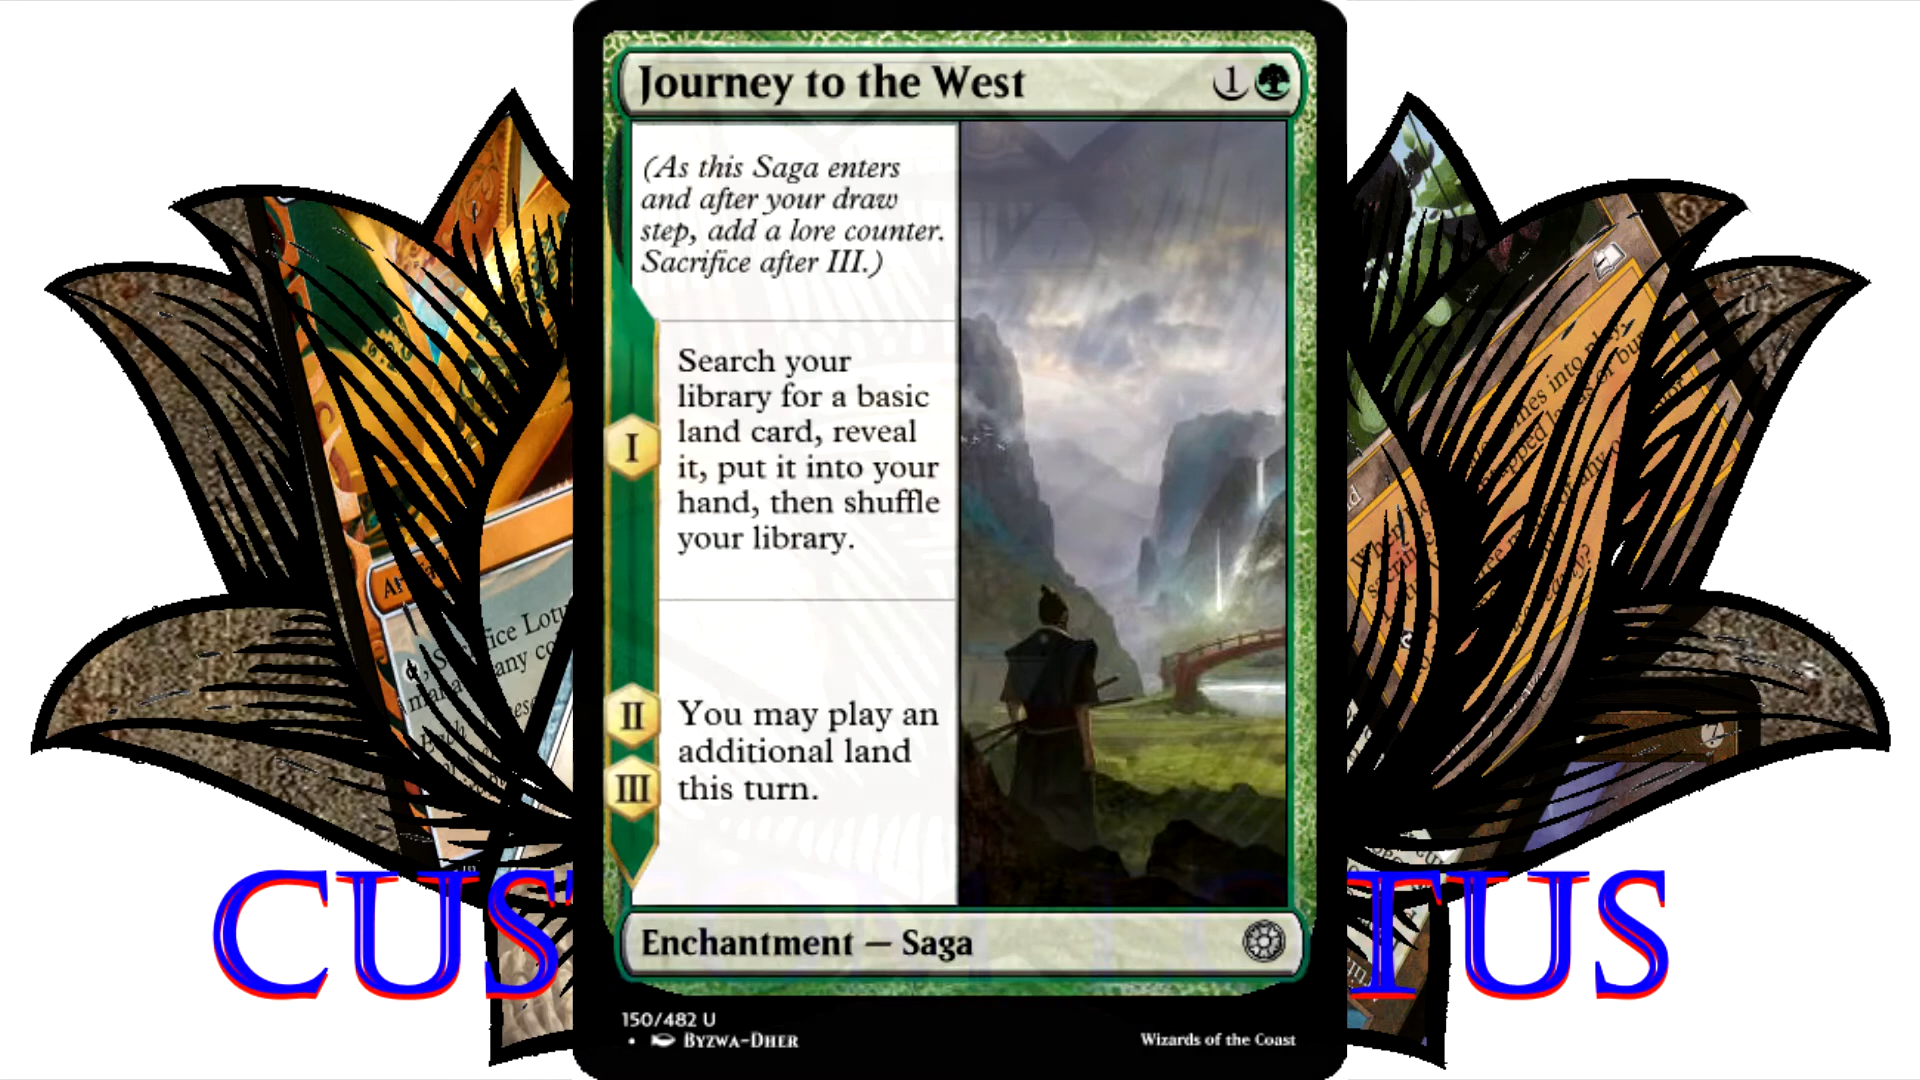 Journey to the West
1
(As this Saga enters
and after your draw
step, add a lore counter.
Sacrifice after III.)
I
Search your
library for a basic
land card, reveal
it, put it into your
hand, then shuffle
your library.
II
III
You may play an
additional land
this turn.
Enchantment — Saga
150/482 U
• BYZWA-DHER
Wizards of the Coast
CUS
TUS